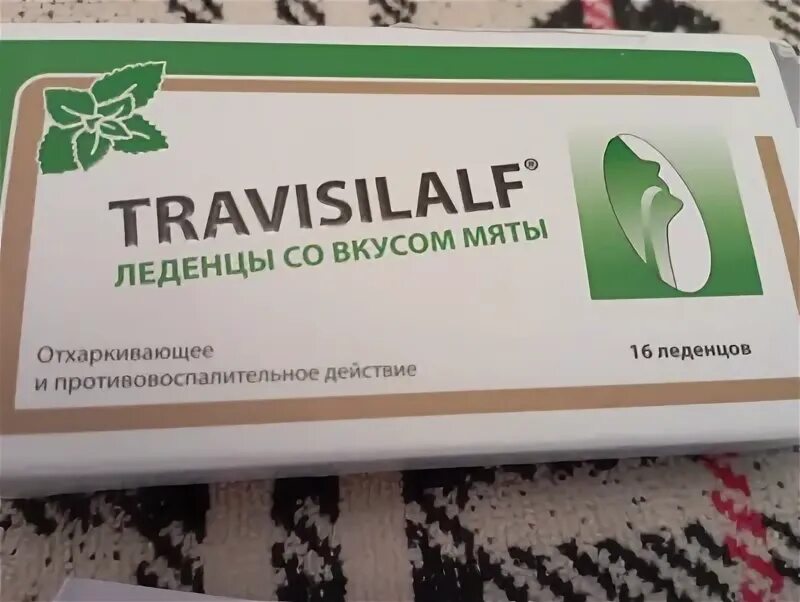 TRAVISILALF®
ЛЕДЕНЦЫ СО ВКУСОМ МЯТЫ
Отхаркивающее
и противовоспалительное действие
16 леденцов